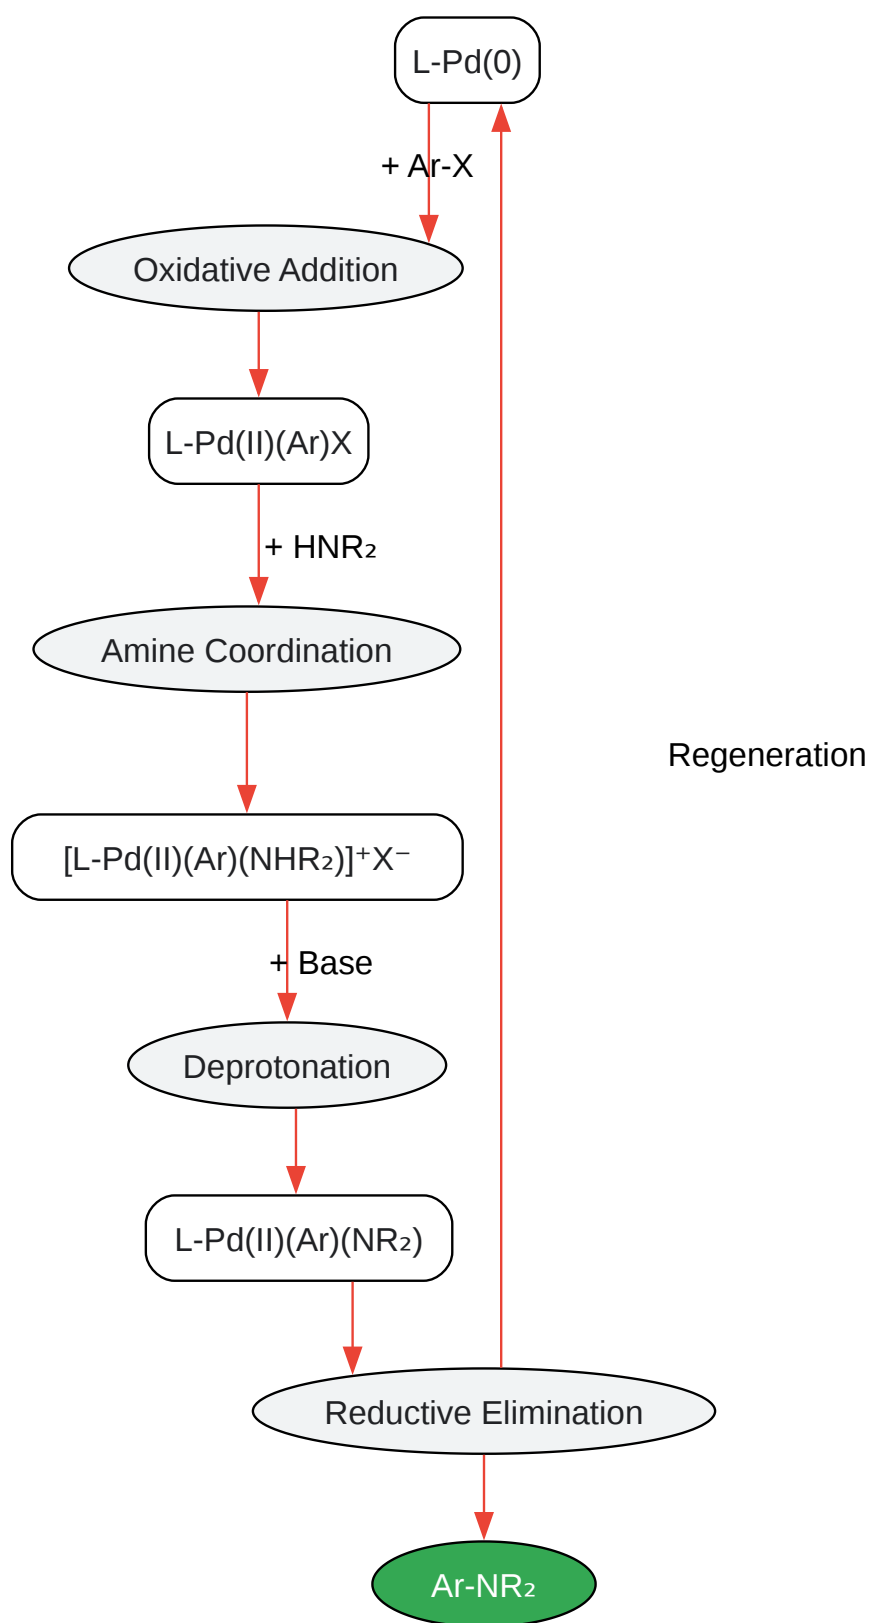 L-Pd(0)
+ Ar-X
Oxidative Addition
L-Pd(II)(Ar)X
+ HNR₂
Amine Coordination
Regeneration
[L-Pd(II)(Ar)(NHR₂)]⁺X⁻
+ Base
Deprotonation
L-Pd(II)(Ar)(NR₂)
Reductive Elimination
Ar-NR₂